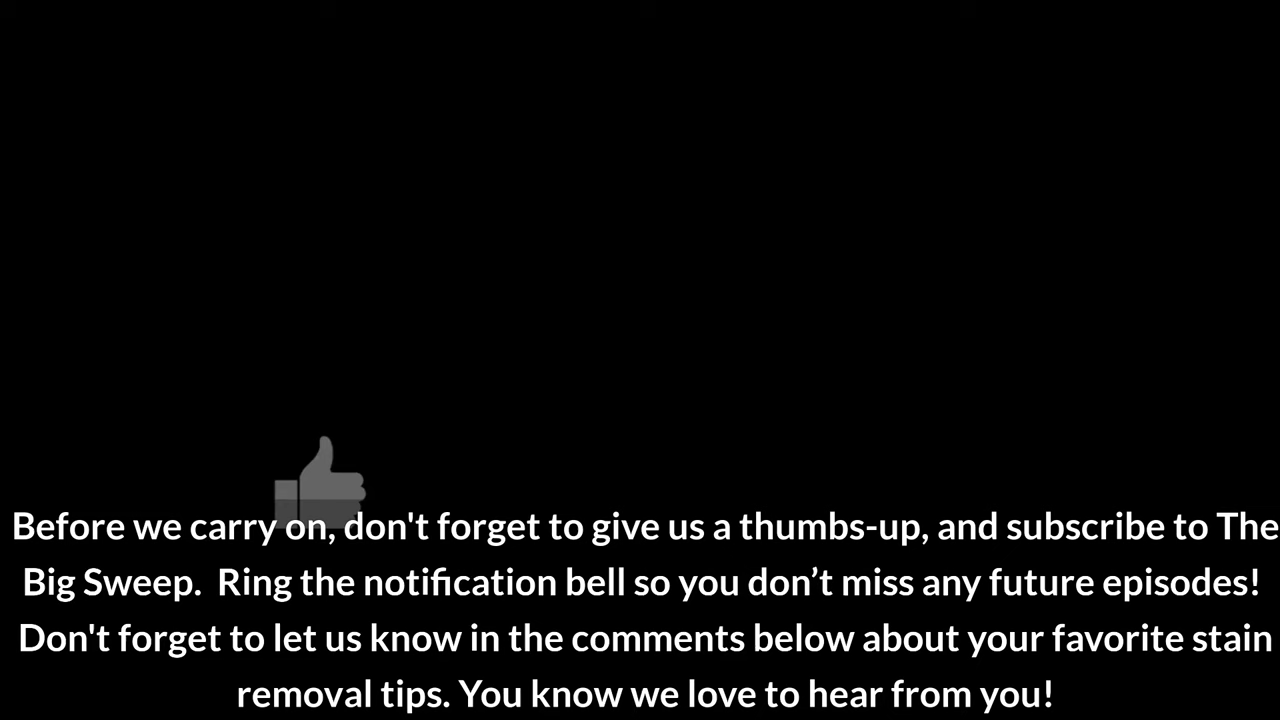 Before we carry on, don't forget to give us a thumbs-up, and subscribe to The
Big Sweep.  Ring the notification bell so you don’t miss any future episodes!
Don't forget to let us know in the comments below about your favorite stain
removal tips. You know we love to hear from you!